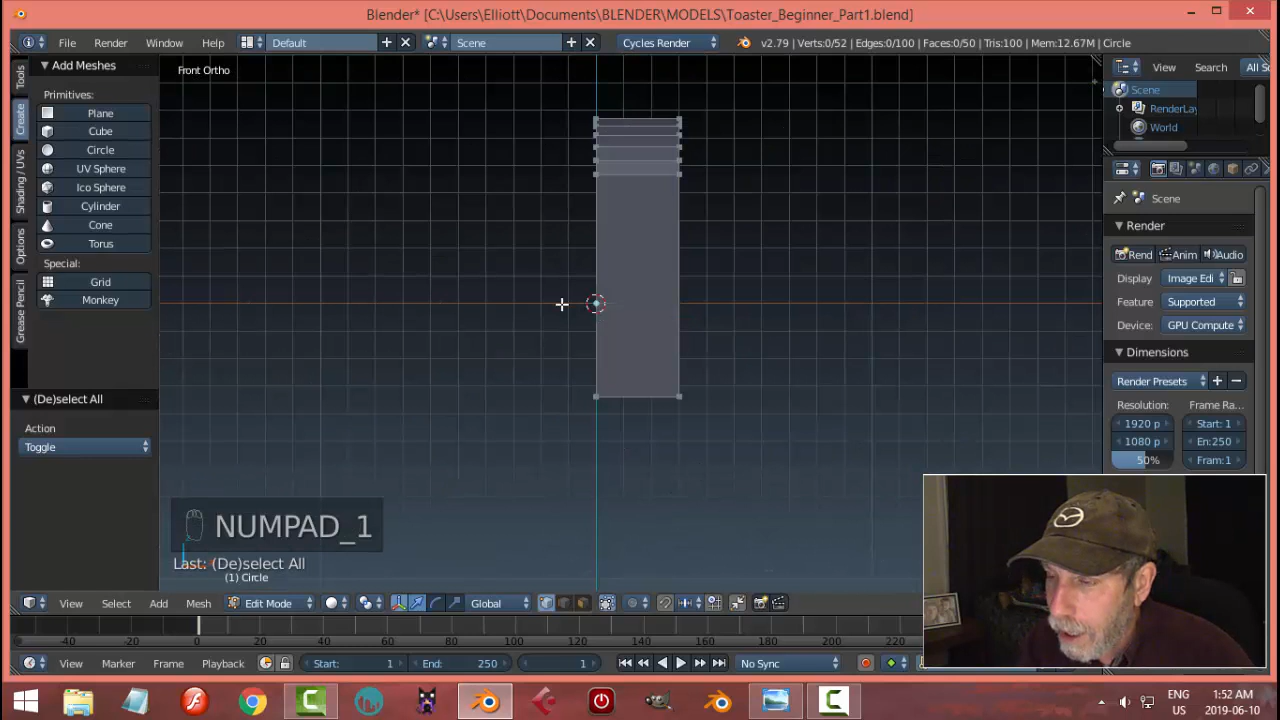 Blender* [C:\Users\Elliott\Documents\BLENDER\MODELS\Toaster_Beginner_Part1.blend]
File Render Window Help Default Scene Cycles Render v2.79 | Verts:0/52 | Edges:0/100 | Faces:0/50 | Tris:100 | Mem:12.67M | Circle
Tools
Create
Shading / UVs
Options
Grease Pencil
Add Meshes
Primitives:
Plane
Cube
Circle
UV Sphere
Ico Sphere
Cylinder
Cone
Torus
Special:
Grid
Monkey
(De)select All
Action
Toggle
Front Ortho
NUMPAD_1
Last: (De)select All
(1) Circle
View Search All Sc
Scene
RenderLay
World
Scene
Render
Rend Anim Audio
Display Image Edi
Feature Supported
Device: GPU Compute
Dimensions
Render Presets
Resolution: Frame Ra...
1920 p Start: 1
1080 p En:250
50% Fram:1
View Select Add Mesh Edit Mode Global
-40 -20 0 20 40 60 80 100 120 140 160 180 200 220
View Marker Frame Playback Start: 1 End: 250 1 No Sync
ENG 1:52 AM
US 2019-06-10